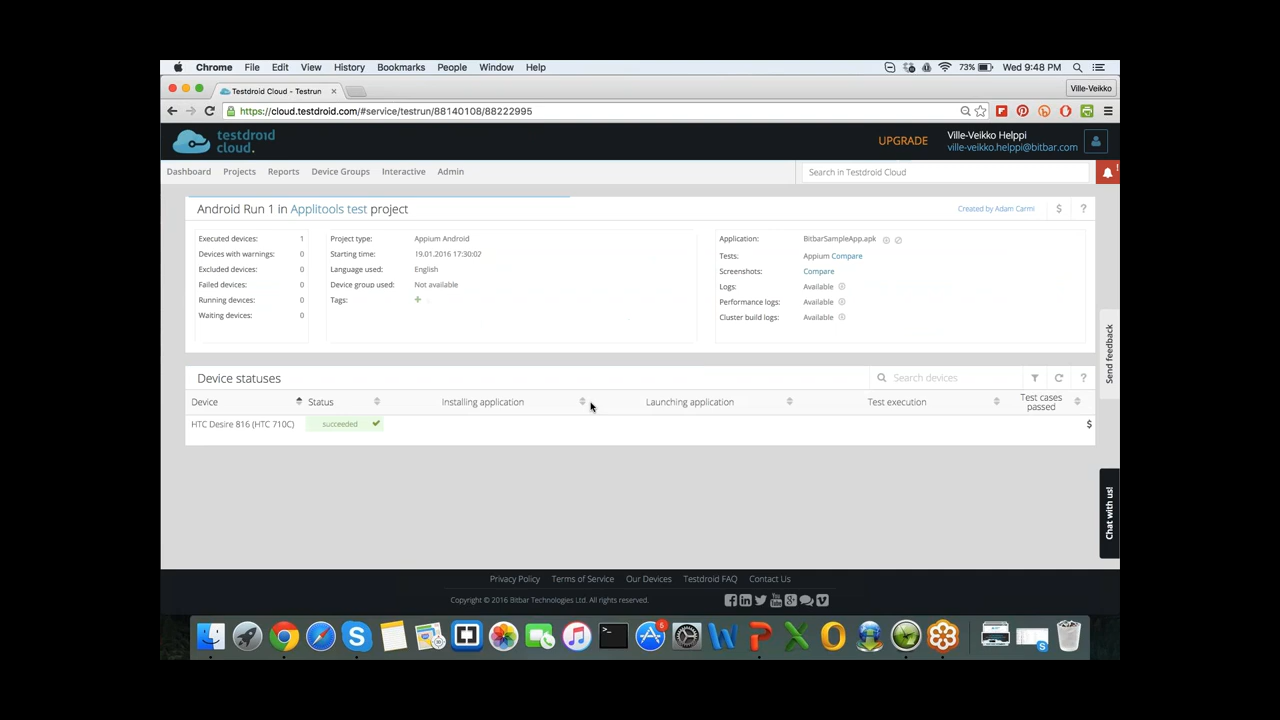 Chrome File Edit View History Bookmarks People Window Help 73% Wed 9:48 PM
Testdroid Cloud - Testrun Ville-Veikko
https://cloud.testdroid.com/#service/testrun/88140108/88222995
testdroid cloud.
UPGRADE
Ville-Veikko Helppi
ville-veikko.helppi@bitbar.com
Dashboard Projects Reports Device Groups Interactive Admin Search in Testdroid Cloud !
Android Run 1 in Applitools test project Created by Adam Carmi $ ?
Executed devices: 1
Devices with warnings: 0
Excluded devices: 0
Failed devices: 0
Running devices: 0
Waiting devices: 0
Project type: Appium Android
Starting time: 19.01.2016 17:30:02
Language used: English
Device group used: Not available
Tags: +
Application: BitbarSampleApp.apk
Tests: Appium Compare
Screenshots: Compare
Logs: Available
Performance logs: Available
Cluster build logs: Available
Send feedback
Device statuses Search devices ?
Device Status Installing application Launching application Test execution Test cases passed
HTC Desire 816 (HTC 710C) succeeded $
Chat with us!
Privacy Policy Terms of Service Our Devices Testdroid FAQ Contact Us
Copyright © 2016 Bitbar Technologies Ltd. All rights reserved.